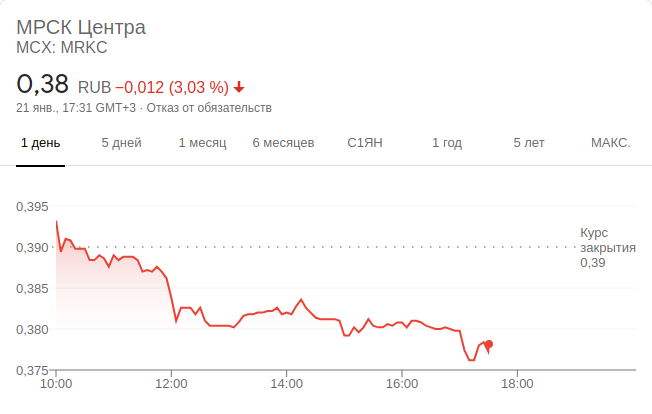 МРСК Центра
MCX: MRKC
0,38 RUB −0,012 (3,03 %)
21 янв., 17:31 GMT+3 · Отказ от обязательств
1 день 5 дней 1 месяц 6 месяцев С1ЯН 1 год 5 лет МАКС.
0,395
Курс
0,390 закрытия
0,39
0,385
0,380
0,375
10:00 12:00 14:00 16:00 18:00